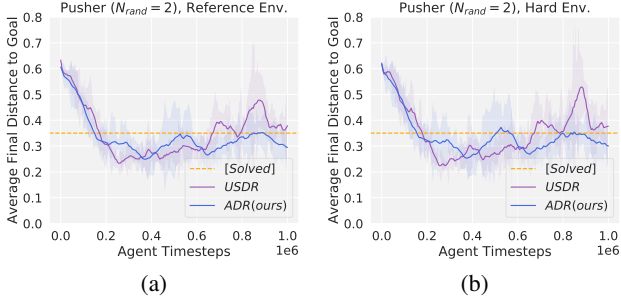 Pusher (N_rand = 2), Reference Env.
Average Final Distance to Goal
0.8
0.7
0.6
0.5
0.4
0.3
0.2
0.1
0.0
[Solved]
USDR
ADR(ours)
0.0 0.2 0.4 0.6 0.8 1.0
1e6
Agent Timesteps
(a)
Pusher (N_rand = 2), Hard Env.
Average Final Distance to Goal
0.8
0.7
0.6
0.5
0.4
0.3
0.2
0.1
0.0
[Solved]
USDR
ADR(ours)
0.0 0.2 0.4 0.6 0.8 1.0
1e6
Agent Timesteps
(b)